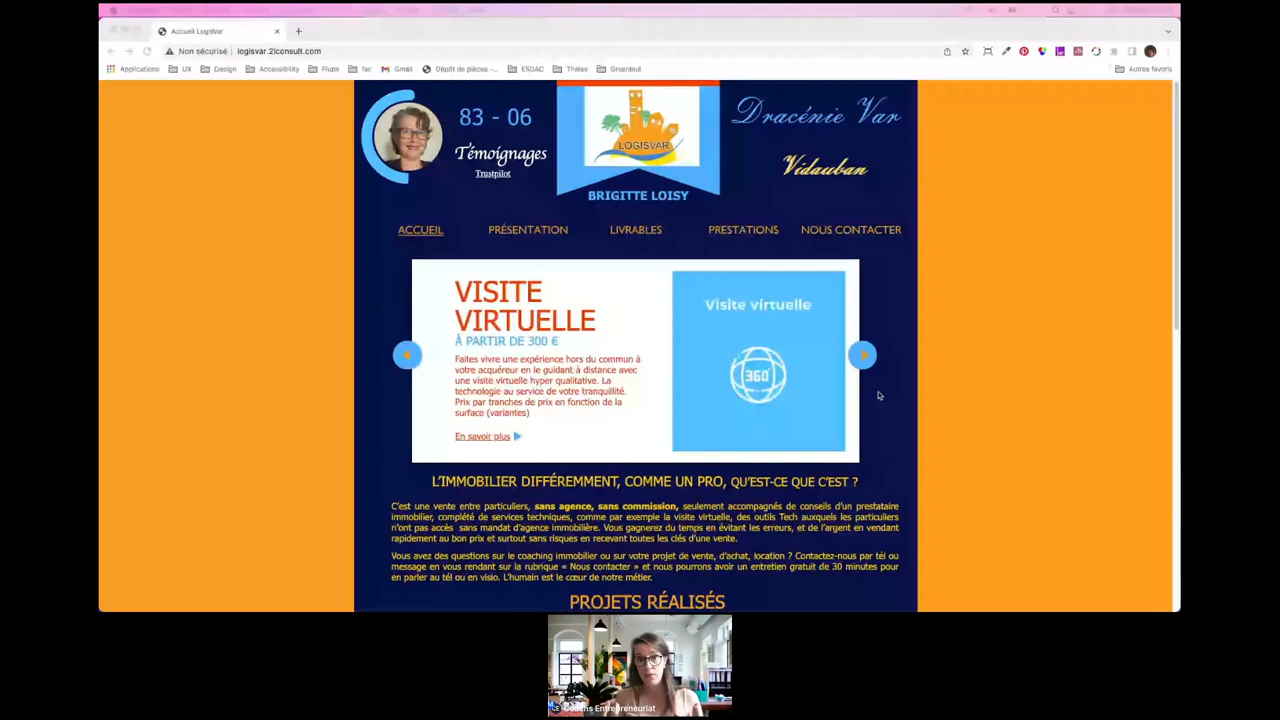 Accueil LogisVar
Non sécurisé logisvar.2lconsult.com
Applications UX Design Accessibility Fluza fac Gmail Dépôt de pièces -... ESDAC Thalex Greenbull Autres favoris
83 - 06
Témoignages
Trustpilot
LOGISVAR
BRIGITTE LOISY
Dracénie Var
Vidauban
ACCUEIL PRÉSENTATION LIVRABLES PRESTATIONS NOUS CONTACTER
VISITE
VIRTUELLE
À PARTIR DE 300 €
Faites vivre une expérience hors du commun à
votre acquéreur en le guidant à distance avec
une visite virtuelle hyper qualitative. La
technologie au service de votre tranquillité.
Prix par tranches de prix en fonction de la
surface (variantes)
En savoir plus
Visite virtuelle
360°
L'IMMOBILIER DIFFÉREMMENT, COMME UN PRO, QU'EST-CE QUE C'EST ?
C'est une vente entre particuliers, sans agence, sans commission, seulement accompagnés de conseils d'un prestataire
immobilier, complété de services techniques, comme par exemple la visite virtuelle, des outils Tech auxquels les particuliers
n'ont pas accès sans mandat d'agence immobilière. Vous gagnerez du temps en évitant les erreurs, et de l'argent en vendant
rapidement au bon prix et surtout sans risques en recevant toutes les clés d'une vente.
Vous avez des questions sur le coaching immobilier ou sur votre projet de vente, d'achat, location ? Contactez-nous par tél ou
message en vous rendant sur la rubrique « Nous contacter » et nous pourrons avoir un entretien gratuit de 30 minutes pour
en parler au tél ou en visio. L'humain est le cœur de notre métier.
PROJETS RÉALISÉS
Entrepreneuriat